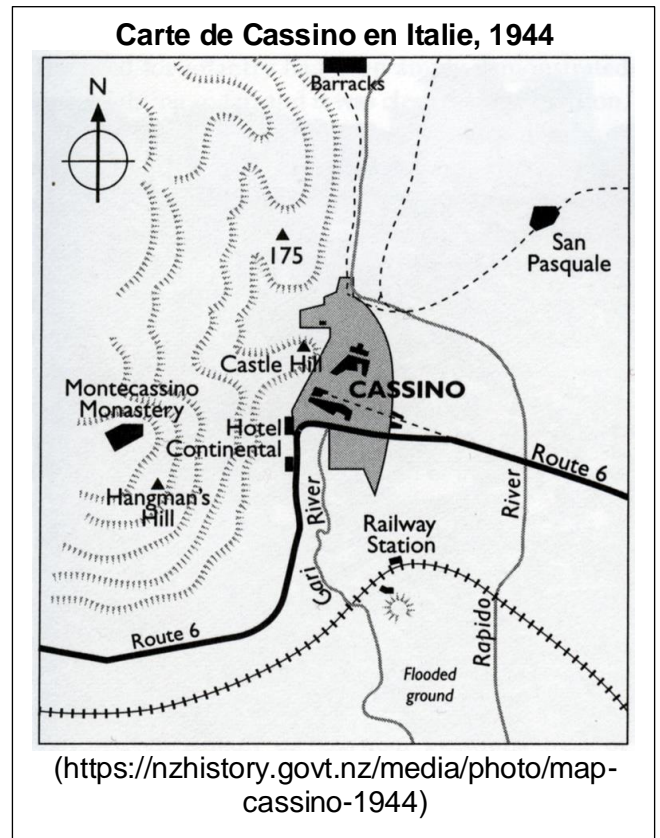 Carte de Cassino en Italie, 1944
N
Barracks
175
San
Pasquale
Castle Hill
CASSINO
Montecassino
Monastery
Hotel
Continental
Hangman's
Hill
Route 6
River
River
Railway
Station
Gari
Rapido
Route 6
Flooded
ground
(https://nzhistory.govt.nz/media/photo/map-
cassino-1944)